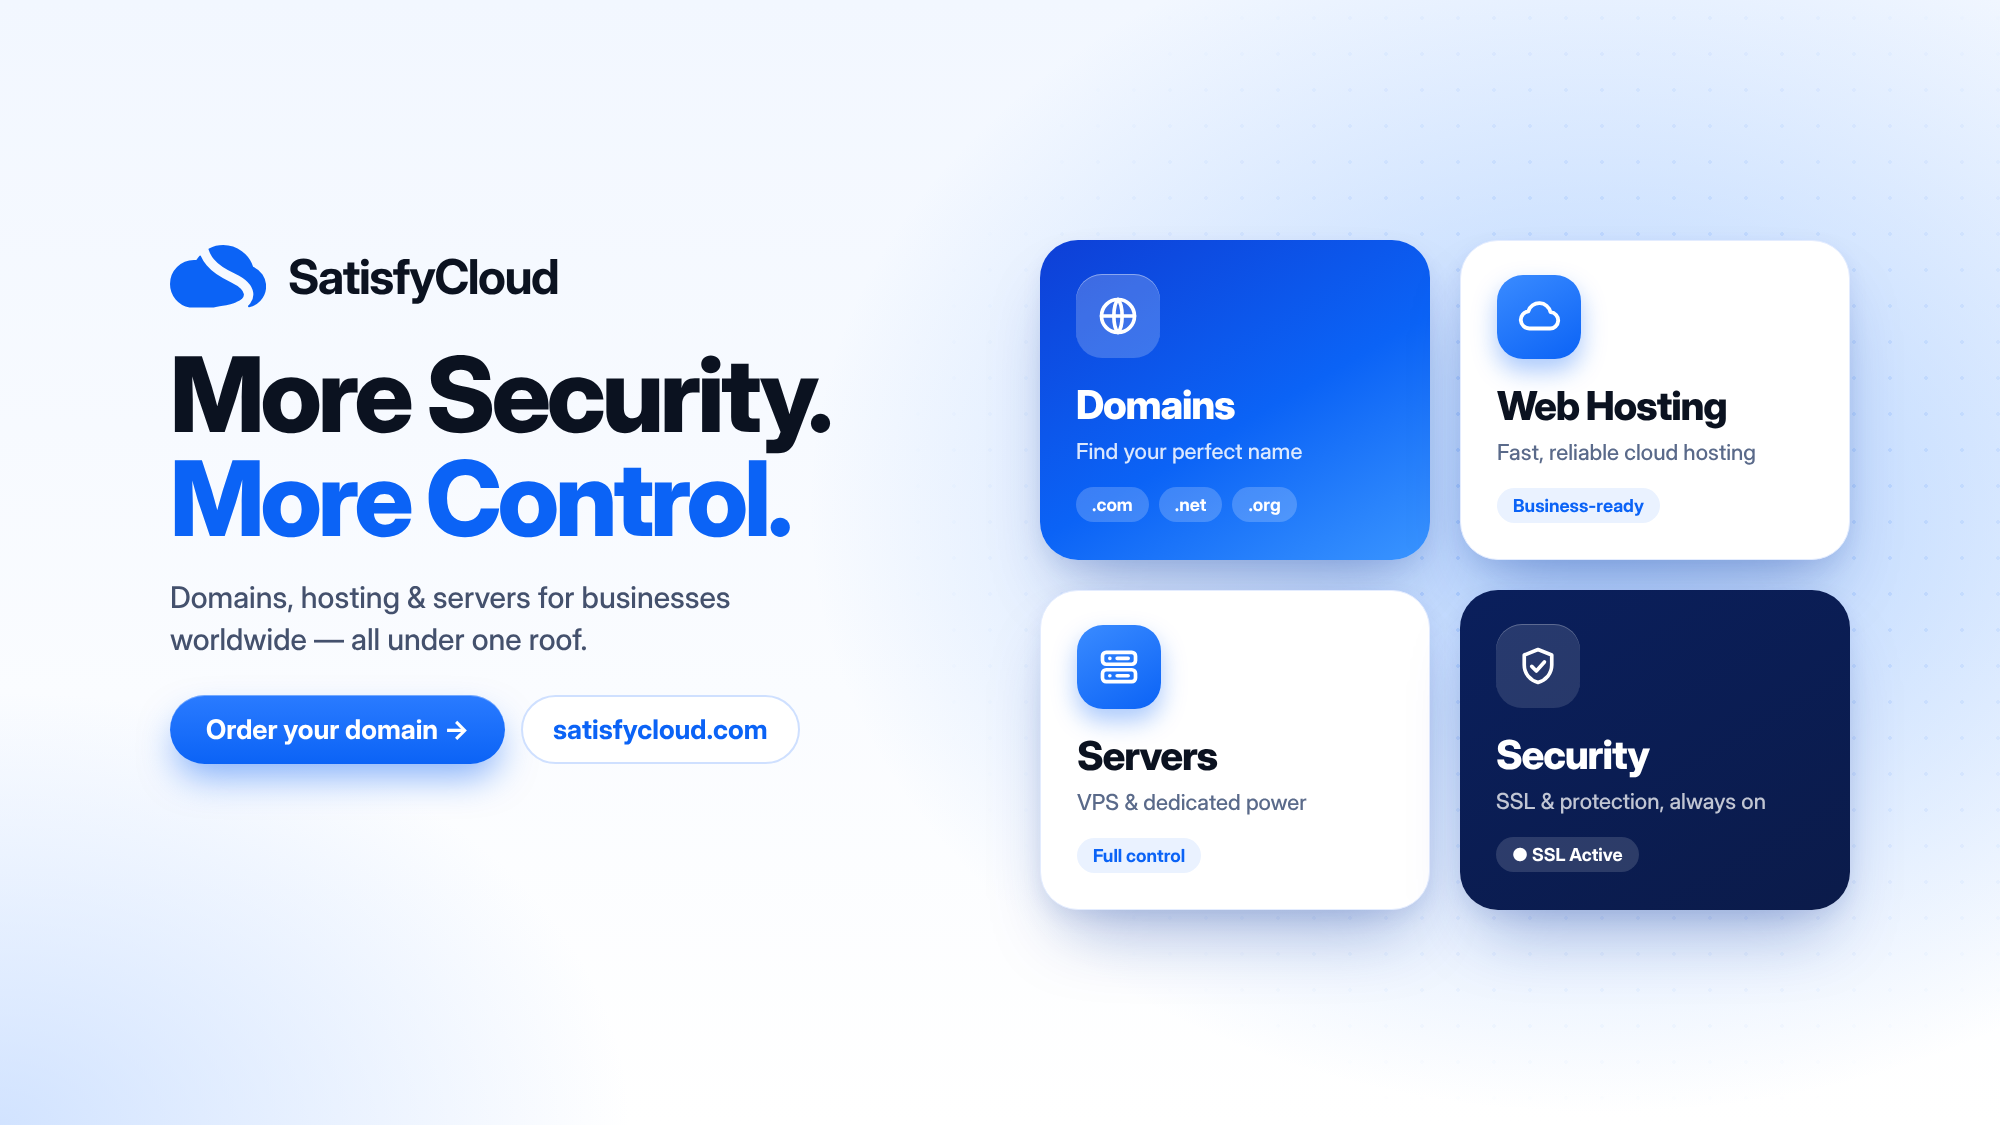 SatisfyCloud
More Security.
More Control.
Domains, hosting & servers for businesses
worldwide — all under one roof.
Order your domain →
satisfycloud.com
Domains
Find your perfect name
.com
.net
.org
Web Hosting
Fast, reliable cloud hosting
Business-ready
Servers
VPS & dedicated power
Full control
Security
SSL & protection, always on
● SSL Active